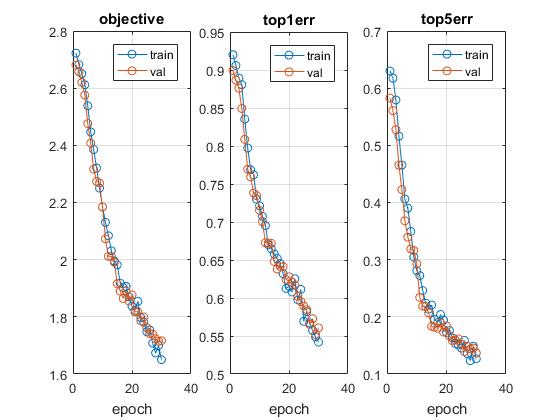 objective
train
val
2.8
2.6
2.4
2.2
2
1.8
1.6
0 20 40
epoch
top1err
train
val
0.95
0.9
0.85
0.8
0.75
0.7
0.65
0.6
0.55
0.5
0 20 40
epoch
top5err
train
val
0.7
0.6
0.5
0.4
0.3
0.2
0.1
0 20 40
epoch